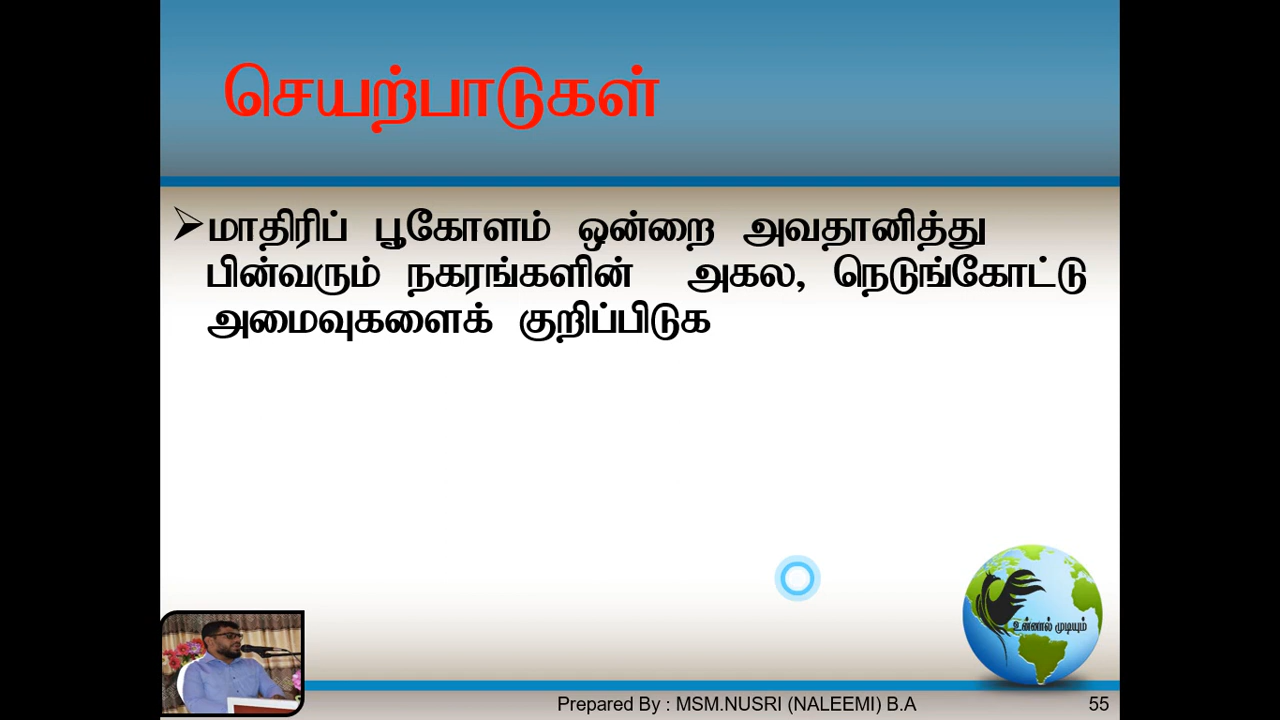 செயற்பாடுகள்
மாதிரிப் பூகோளம் ஒன்றை அவதானித்து
பின்வரும் நகரங்களின் அகல, நெடுங்கோட்டு
அமைவுகளைக் குறிப்பிடுக
உன்னால் முடியும்
Prepared By : MSM.NUSRI (NALEEMI) B.A
55